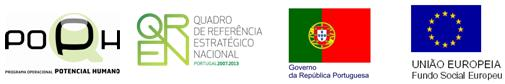 POPH
PROGRAMA OPERACIONAL POTENCIAL HUMANO
QREN
QUADRO
DE REFERÊNCIA
ESTRATÉGICO
NACIONAL
PORTUGAL 2007.2013
Governo
da República Portuguesa
UNIÃO EUROPEIA
Fundo Social Europeu